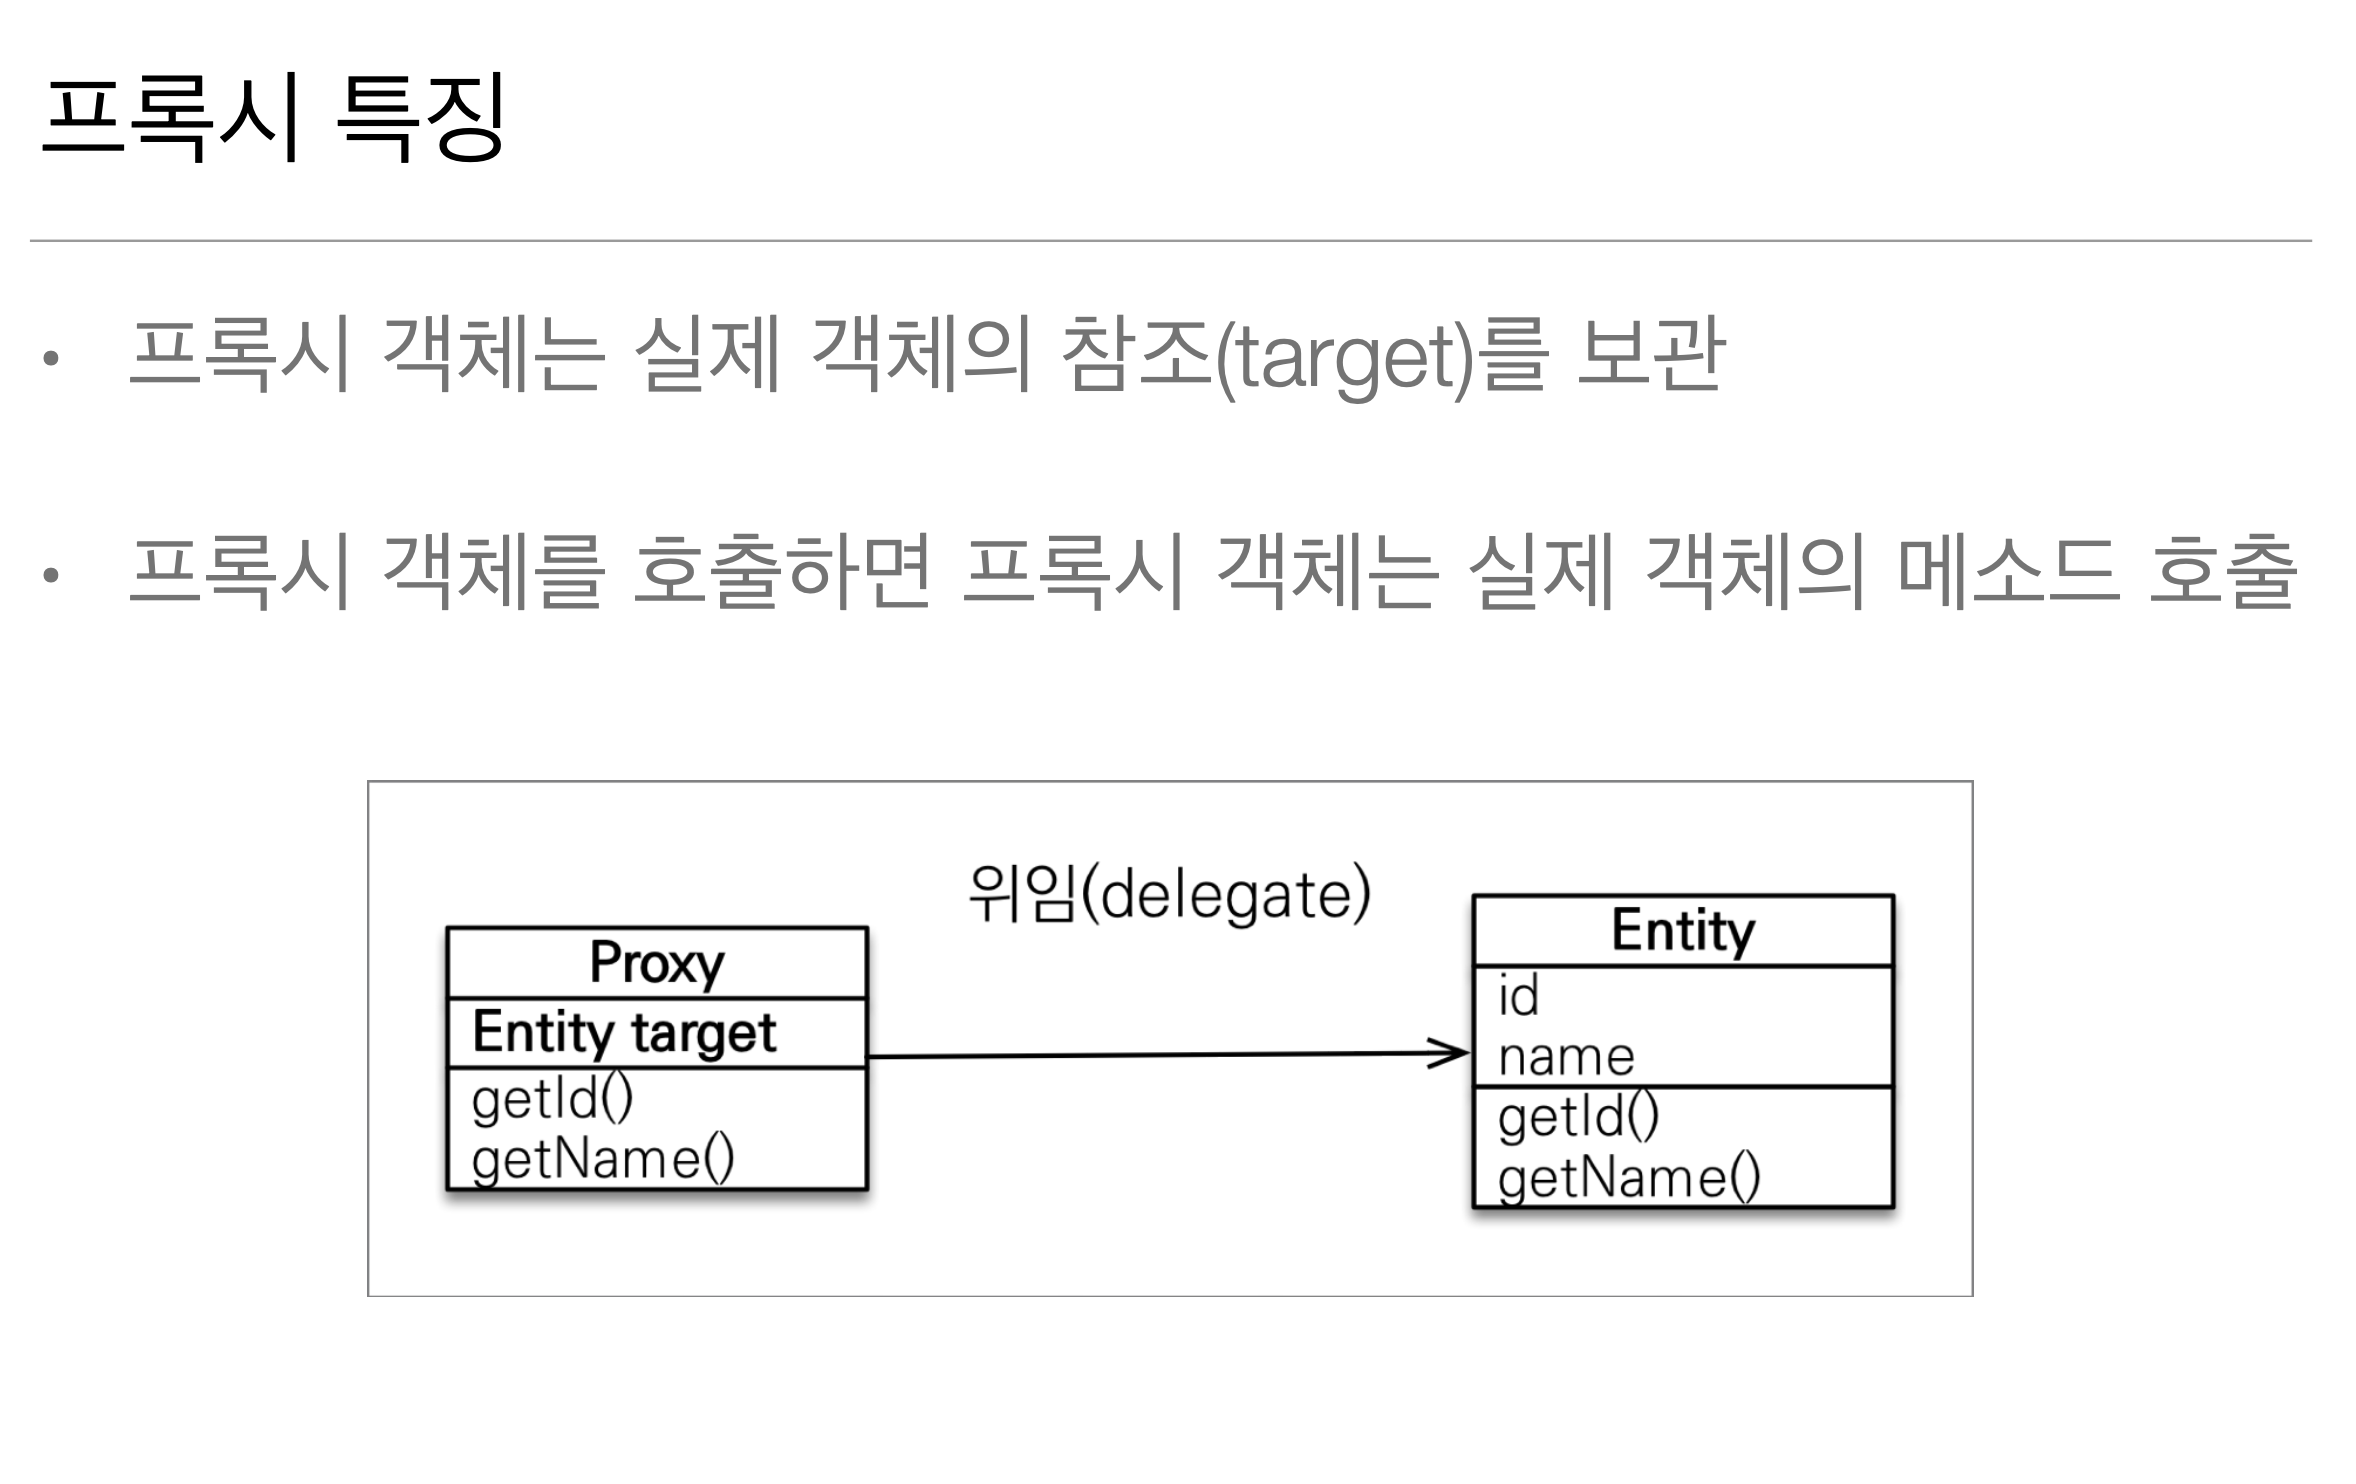 프록시 특징
• 프록시 객체는 실제 객체의 참조(target)를 보관
• 프록시 객체를 호출하면 프록시 객체는 실제 객체의 메소드 호출
위임(delegate)
Proxy
Entity target
getId()
getName()
Entity
id
name
getId()
getName()